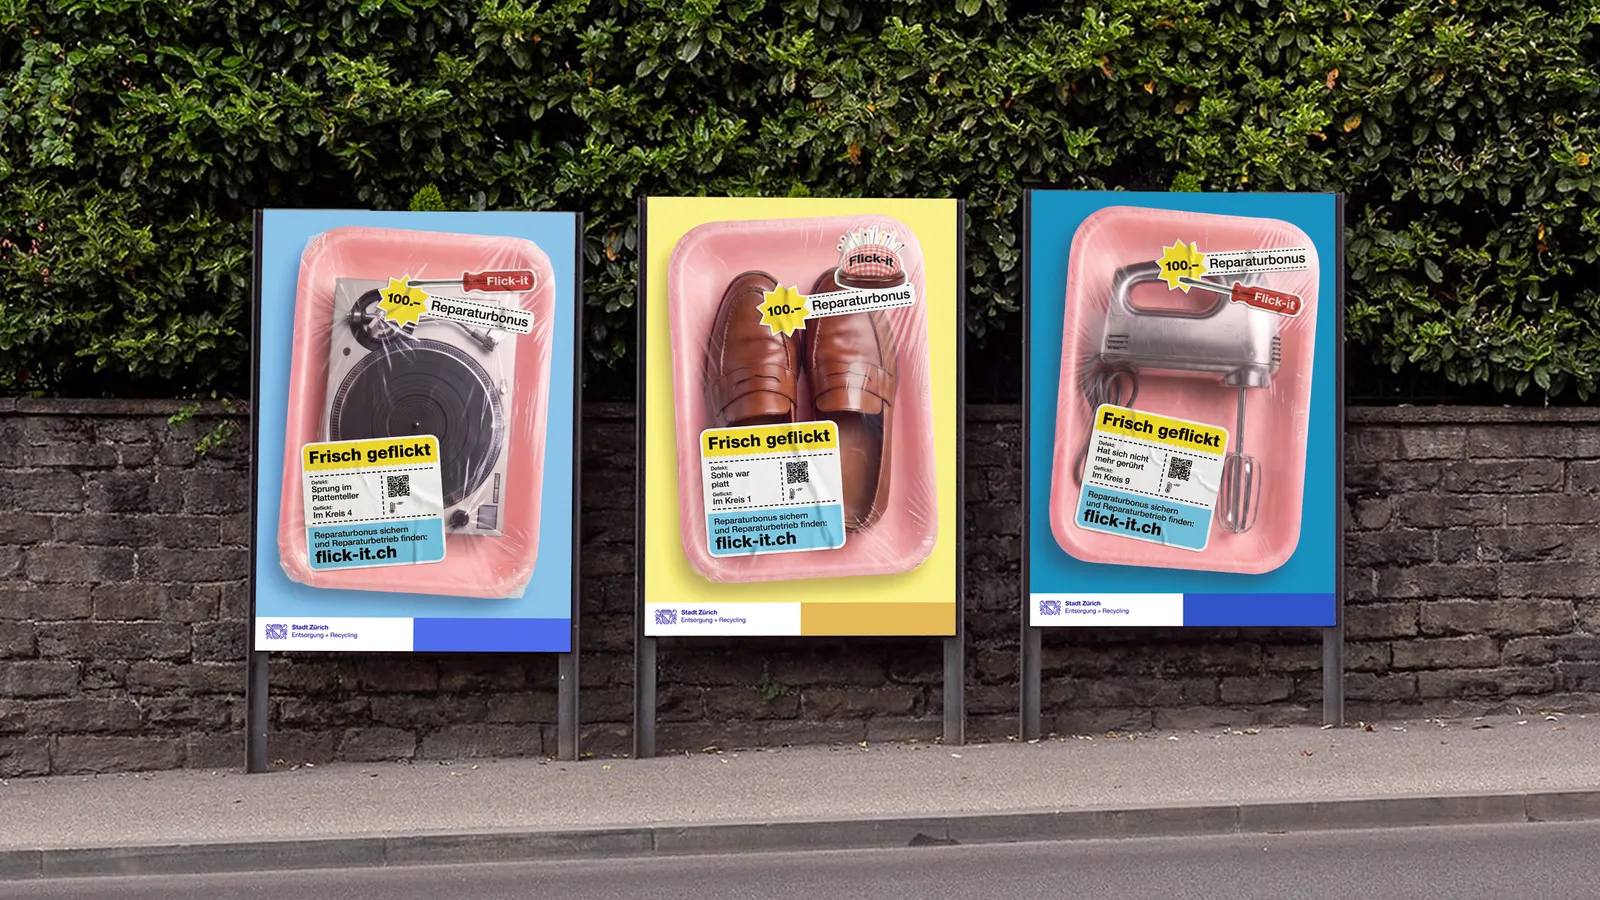 Flick-it
100.–
Reparaturbonus
Frisch geflickt
Defekt:
Sprung im
Plattenteller
Geflickt:
Im Kreis 4
Reparaturbonus sichern
und Reparaturbetrieb finden:
flick-it.ch
Stadt Zürich
Entsorgung + Recycling
Flick-it
100.–
Reparaturbonus
Frisch geflickt
Defekt:
Sohle war
platt
Geflickt:
Im Kreis 1
Reparaturbonus sichern
und Reparaturbetrieb finden:
flick-it.ch
Stadt Zürich
Entsorgung + Recycling
100.–
Reparaturbonus
Flick-it
Frisch geflickt
Defekt:
Hat sich nicht
mehr gerührt
Geflickt:
Im Kreis 9
Reparaturbonus sichern
und Reparaturbetrieb finden:
flick-it.ch
Stadt Zürich
Entsorgung + Recycling